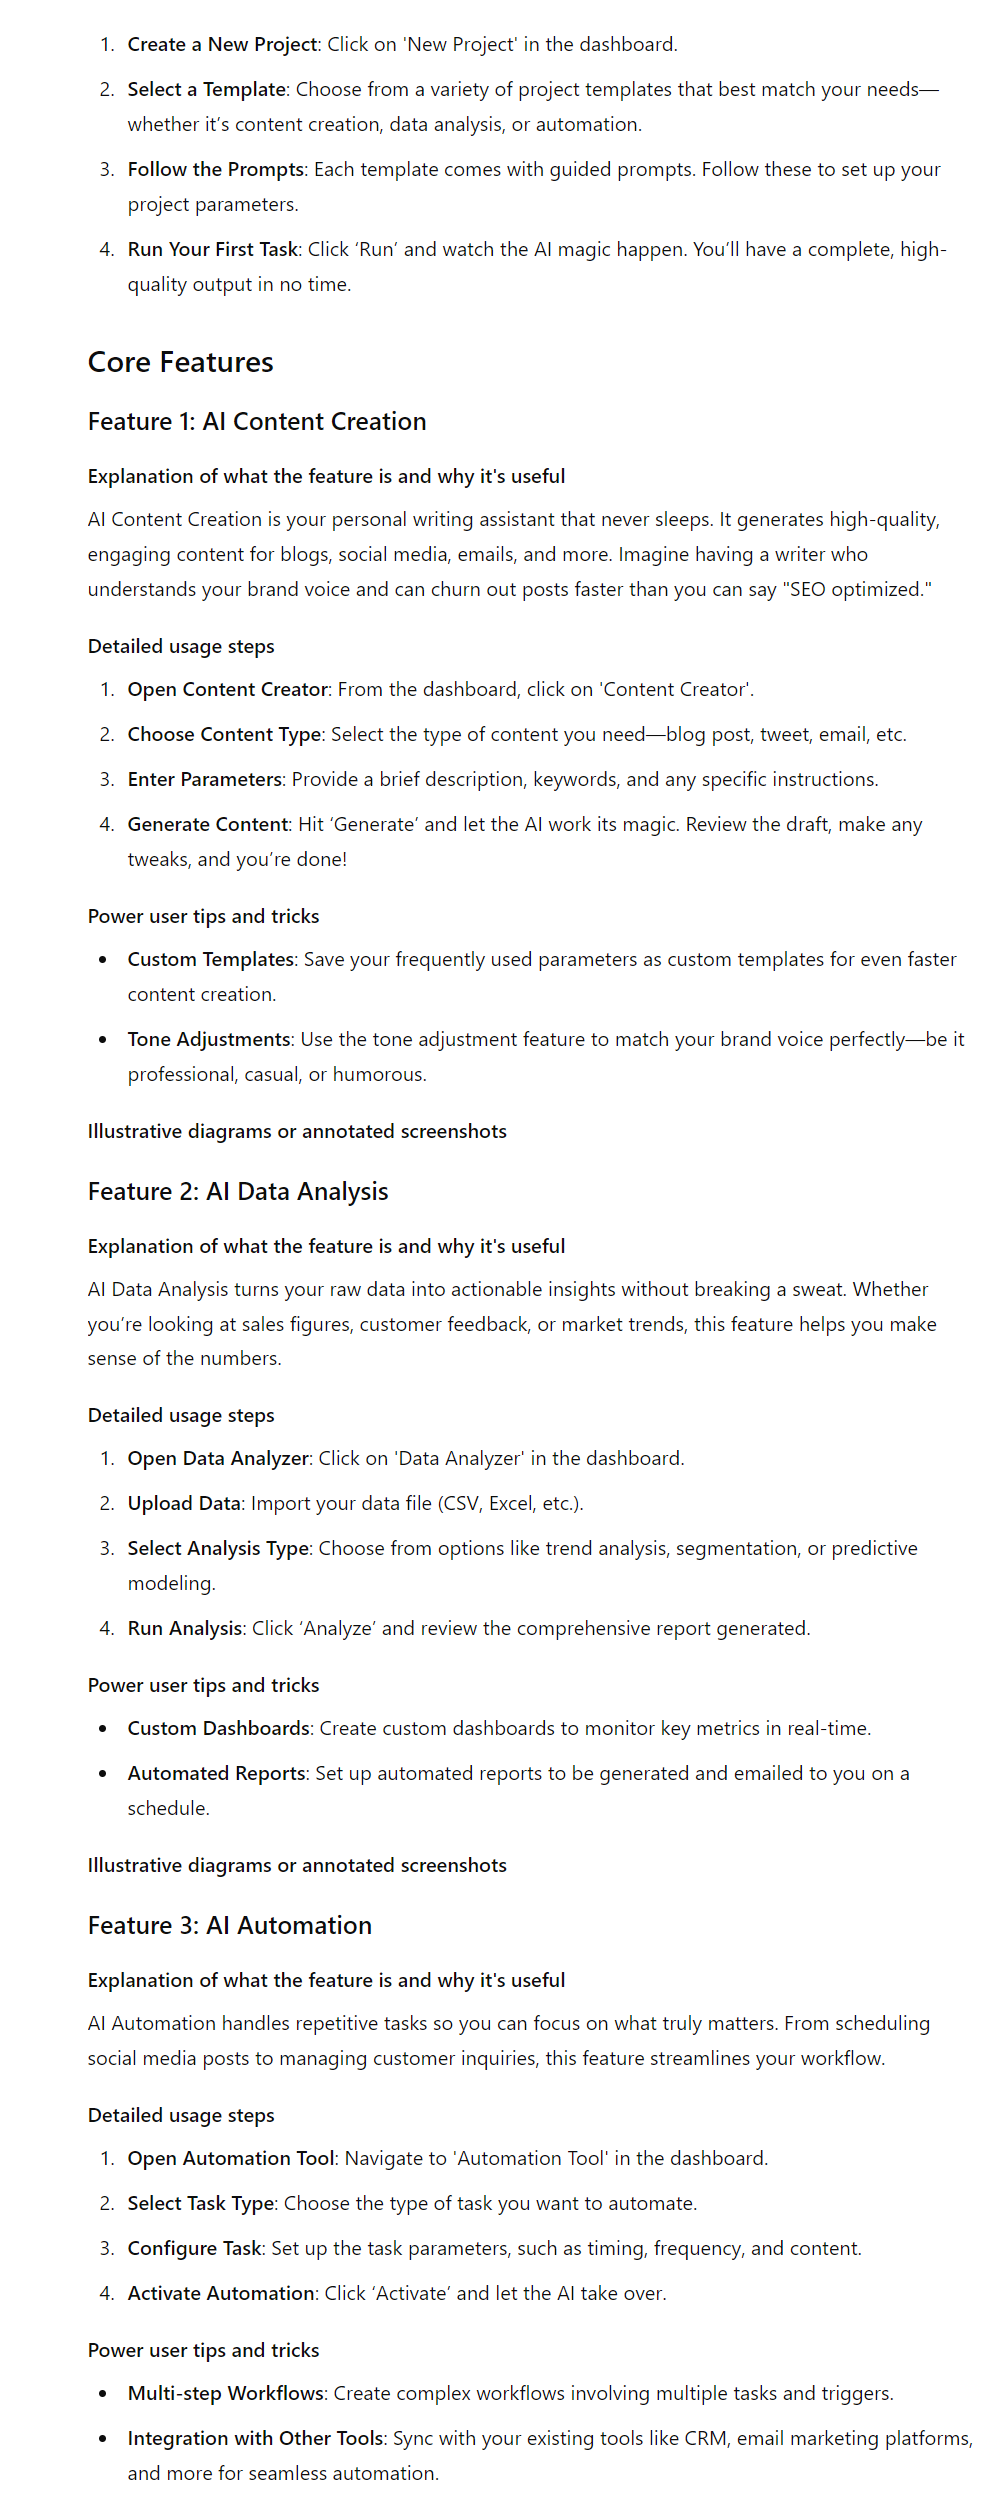 1. Create a New Project: Click on 'New Project' in the dashboard.
2. Select a Template: Choose from a variety of project templates that best match your needs—
whether it’s content creation, data analysis, or automation.
3. Follow the Prompts: Each template comes with guided prompts. Follow these to set up your
project parameters.
4. Run Your First Task: Click ‘Run’ and watch the AI magic happen. You’ll have a complete, high-
quality output in no time.
Core Features
Feature 1: AI Content Creation
Explanation of what the feature is and why it's useful
AI Content Creation is your personal writing assistant that never sleeps. It generates high-quality,
engaging content for blogs, social media, emails, and more. Imagine having a writer who
understands your brand voice and can churn out posts faster than you can say "SEO optimized."
Detailed usage steps
1. Open Content Creator: From the dashboard, click on 'Content Creator'.
2. Choose Content Type: Select the type of content you need—blog post, tweet, email, etc.
3. Enter Parameters: Provide a brief description, keywords, and any specific instructions.
4. Generate Content: Hit ‘Generate’ and let the AI work its magic. Review the draft, make any
tweaks, and you’re done!
Power user tips and tricks
• Custom Templates: Save your frequently used parameters as custom templates for even faster
content creation.
• Tone Adjustments: Use the tone adjustment feature to match your brand voice perfectly—be it
professional, casual, or humorous.
Illustrative diagrams or annotated screenshots
Feature 2: AI Data Analysis
Explanation of what the feature is and why it's useful
AI Data Analysis turns your raw data into actionable insights without breaking a sweat. Whether
you’re looking at sales figures, customer feedback, or market trends, this feature helps you make
sense of the numbers.
Detailed usage steps
1. Open Data Analyzer: Click on 'Data Analyzer' in the dashboard.
2. Upload Data: Import your data file (CSV, Excel, etc.).
3. Select Analysis Type: Choose from options like trend analysis, segmentation, or predictive
modeling.
4. Run Analysis: Click ‘Analyze’ and review the comprehensive report generated.
Power user tips and tricks
• Custom Dashboards: Create custom dashboards to monitor key metrics in real-time.
• Automated Reports: Set up automated reports to be generated and emailed to you on a
schedule.
Illustrative diagrams or annotated screenshots
Feature 3: AI Automation
Explanation of what the feature is and why it's useful
AI Automation handles repetitive tasks so you can focus on what truly matters. From scheduling
social media posts to managing customer inquiries, this feature streamlines your workflow.
Detailed usage steps
1. Open Automation Tool: Navigate to 'Automation Tool' in the dashboard.
2. Select Task Type: Choose the type of task you want to automate.
3. Configure Task: Set up the task parameters, such as timing, frequency, and content.
4. Activate Automation: Click ‘Activate’ and let the AI take over.
Power user tips and tricks
• Multi-step Workflows: Create complex workflows involving multiple tasks and triggers.
• Integration with Other Tools: Sync with your existing tools like CRM, email marketing platforms,
and more for seamless automation.